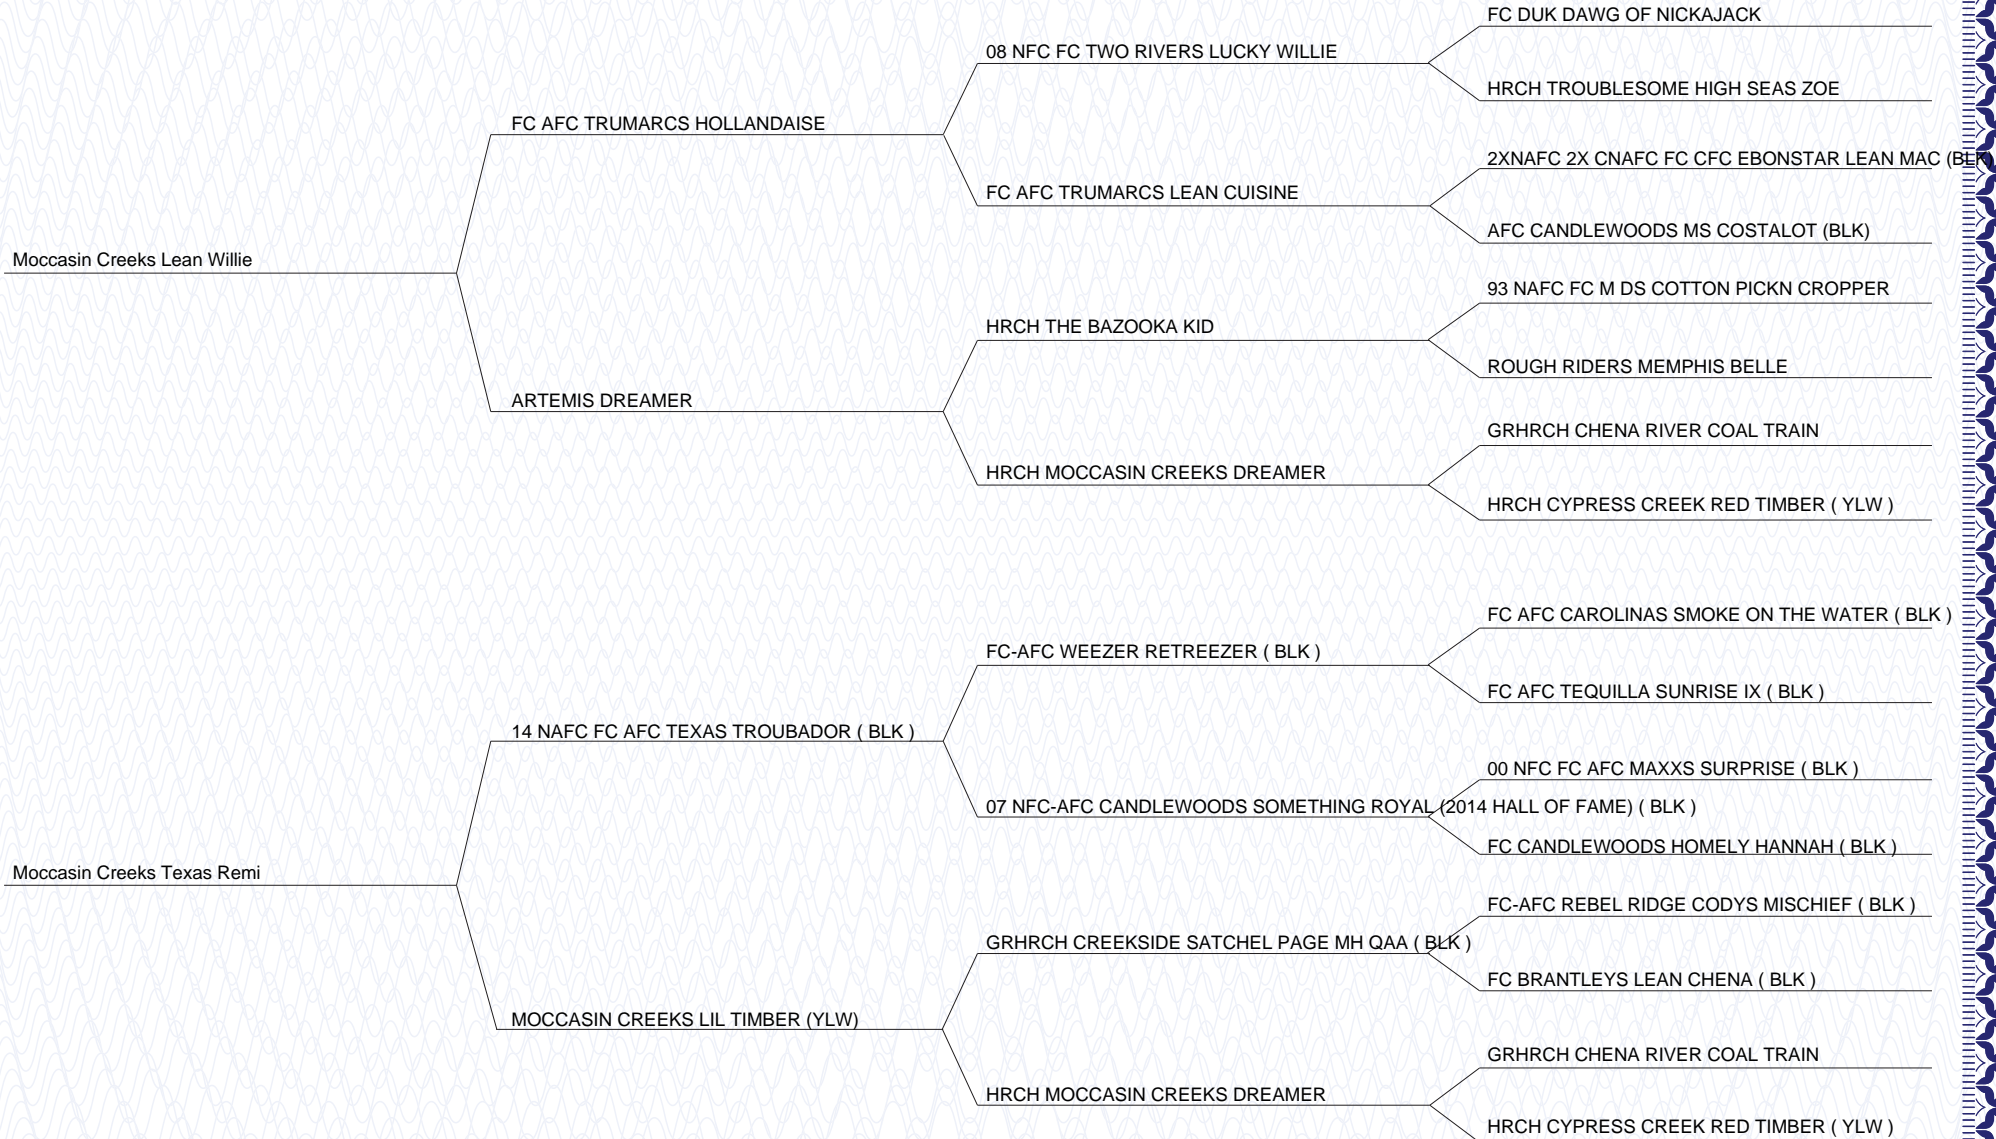 FC DUK DAWG OF NICKAJACK
08 NFC FC TWO RIVERS LUCKY WILLIE
HRCH TROUBLESOME HIGH SEAS ZOE
FC AFC TRUMARCS HOLLANDAISE
2XNAFC 2X CNAFC FC CFC EBONSTAR LEAN MAC (BLK)
FC AFC TRUMARCS LEAN CUISINE
AFC CANDLEWOODS MS COSTALOT (BLK)
Moccasin Creeks Lean Willie
93 NAFC FC M DS COTTON PICKN CROPPER
HRCH THE BAZOOKA KID
ROUGH RIDERS MEMPHIS BELLE
ARTEMIS DREAMER
GRHRCH CHENA RIVER COAL TRAIN
HRCH MOCCASIN CREEKS DREAMER
HRCH CYPRESS CREEK RED TIMBER ( YLW )
FC AFC CAROLINAS SMOKE ON THE WATER ( BLK )
FC-AFC WEEZER RETREEZER ( BLK )
FC AFC TEQUILLA SUNRISE IX ( BLK )
14 NAFC FC AFC TEXAS TROUBADOR ( BLK )
00 NFC FC AFC MAXXS SURPRISE ( BLK )
07 NFC-AFC CANDLEWOODS SOMETHING ROYAL (2014 HALL OF FAME) ( BLK )
FC CANDLEWOODS HOMELY HANNAH ( BLK )
Moccasin Creeks Texas Remi
FC-AFC REBEL RIDGE CODYS MISCHIEF ( BLK )
GRHRCH CREEKSIDE SATCHEL PAGE MH QAA ( BLK )
FC BRANTLEYS LEAN CHENA ( BLK )
MOCCASIN CREEKS LIL TIMBER (YLW)
GRHRCH CHENA RIVER COAL TRAIN
HRCH MOCCASIN CREEKS DREAMER
HRCH CYPRESS CREEK RED TIMBER ( YLW )